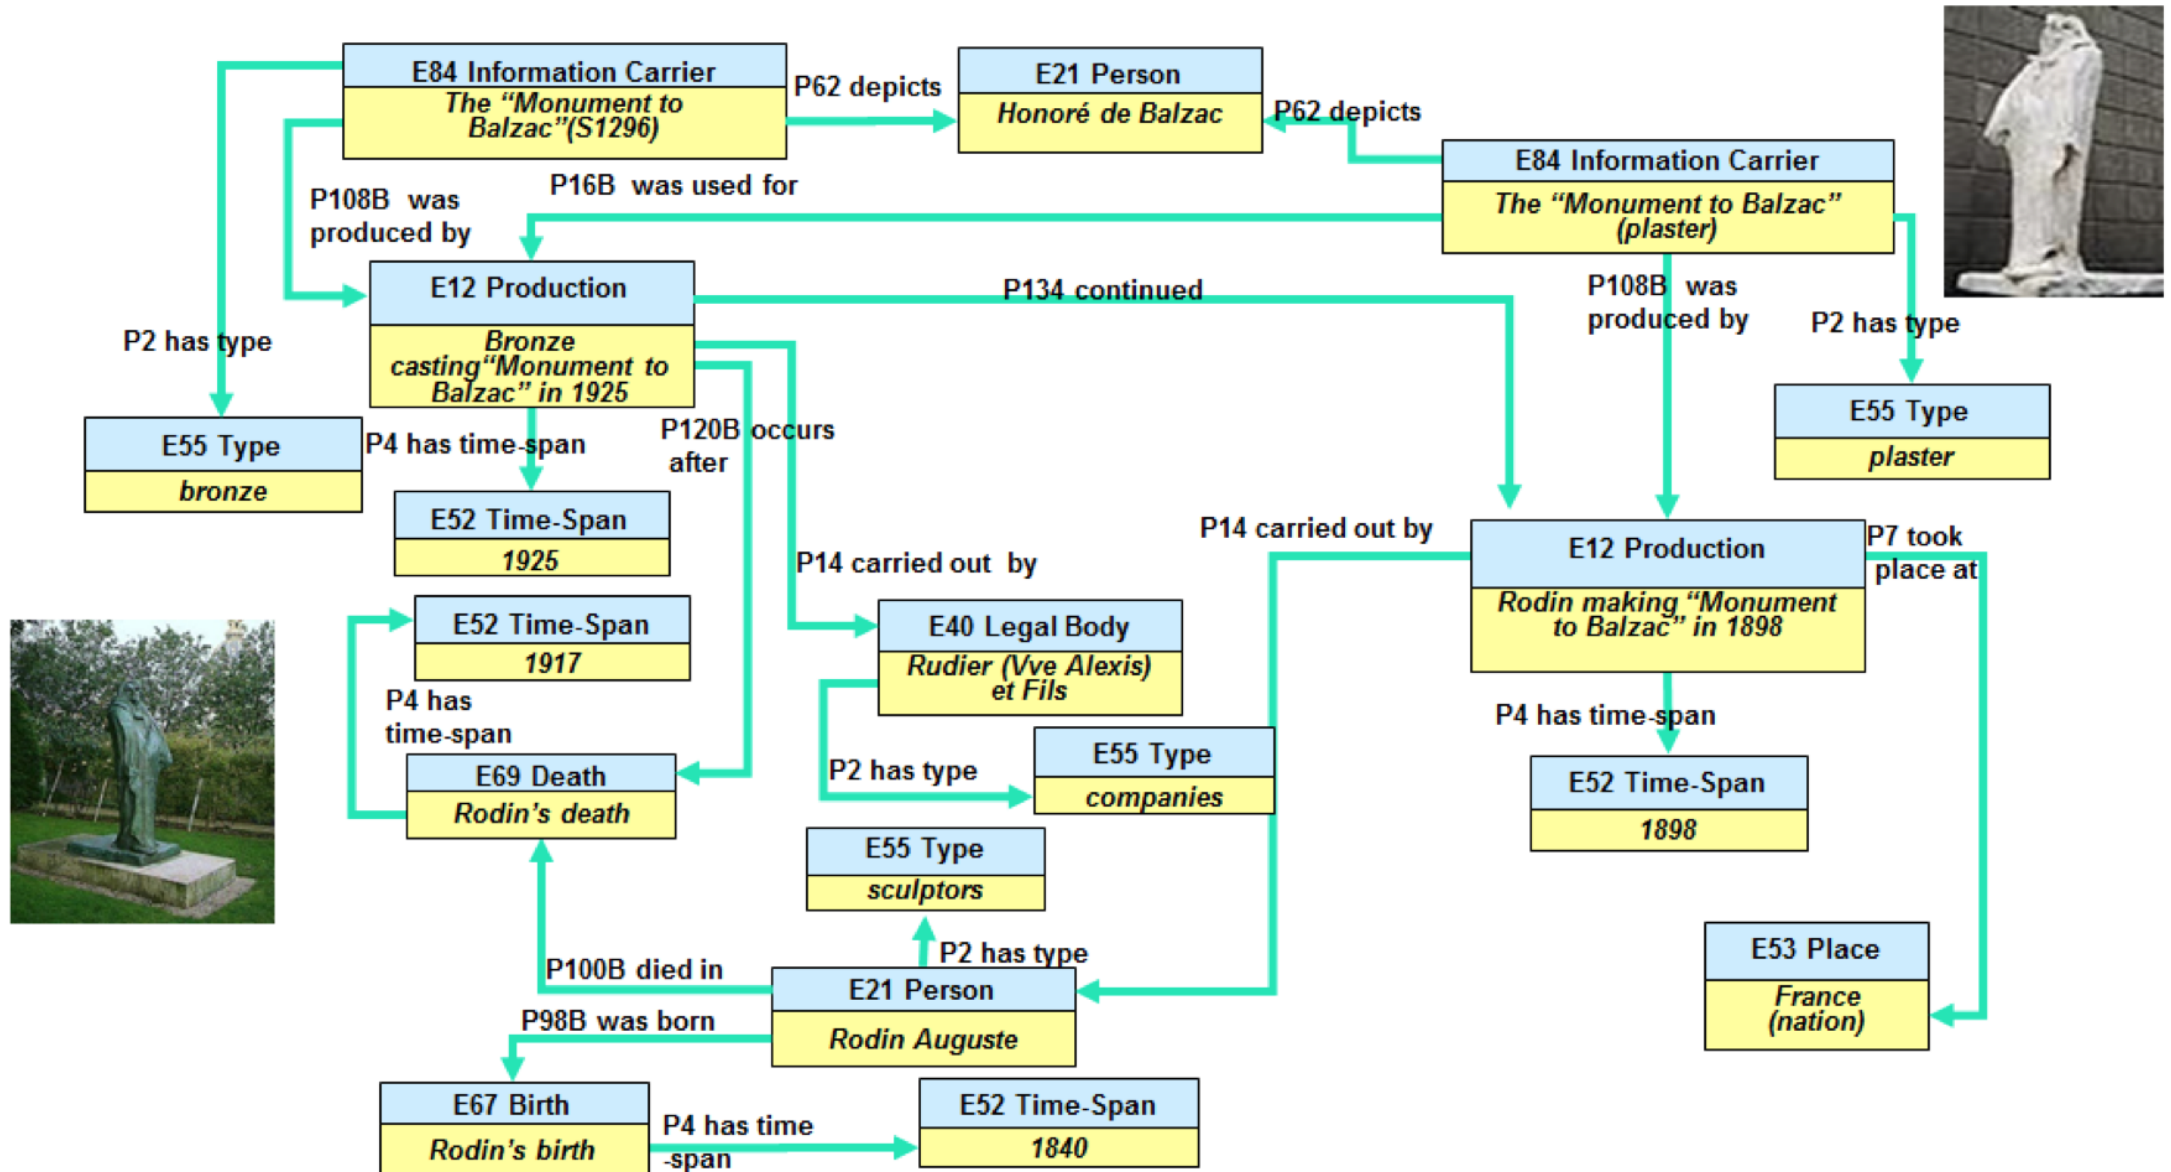 E84 Information Carrier
The “Monument to
Balzac”(S1296)
P62 depicts
E21 Person
Honoré de Balzac
P62 depicts
E84 Information Carrier
The “Monument to Balzac”
(plaster)
P16B was used for
P108B was
produced by
E12 Production
Bronze
casting“Monument to
Balzac” in 1925
P134 continued
P108B was
produced by
P2 has type
P2 has type
E55 Type
plaster
E55 Type
bronze
P4 has time-span
P120B occurs
after
E52 Time-Span
1925
P14 carried out by
P14 carried out by
E12 Production
Rodin making “Monument
to Balzac” in 1898
P7 took
place at
E52 Time-Span
1917
E40 Legal Body
Rudier (Vve Alexis)
et Fils
P4 has
time-span
P4 has time-span
E69 Death
Rodin’s death
P2 has type
E55 Type
companies
E52 Time-Span
1898
E55 Type
sculptors
P2 has type
P100B died in
E21 Person
Rodin Auguste
E53 Place
France
(nation)
P98B was born
E67 Birth
Rodin’s birth
P4 has time
-span
E52 Time-Span
1840